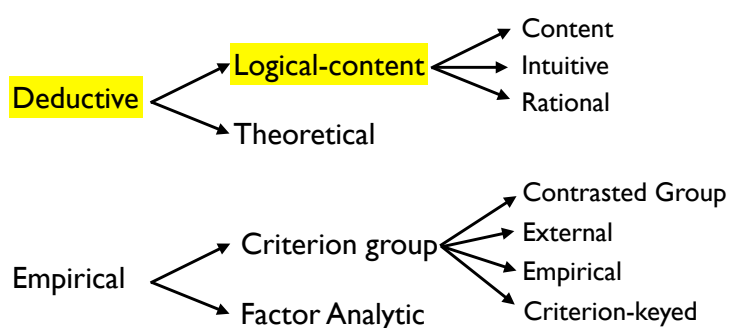 Deductive
Logical-content
Content
Intuitive
Rational
Theoretical
Empirical
Criterion group
Contrasted Group
External
Empirical
Criterion-keyed
Factor Analytic